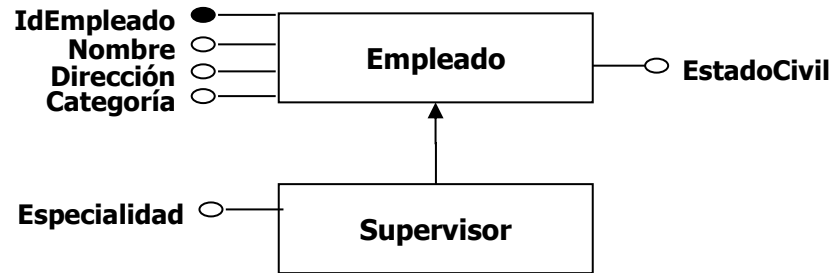 IdEmpleado
Nombre
Dirección
Categoría
Empleado
EstadoCivil
Especialidad
Supervisor